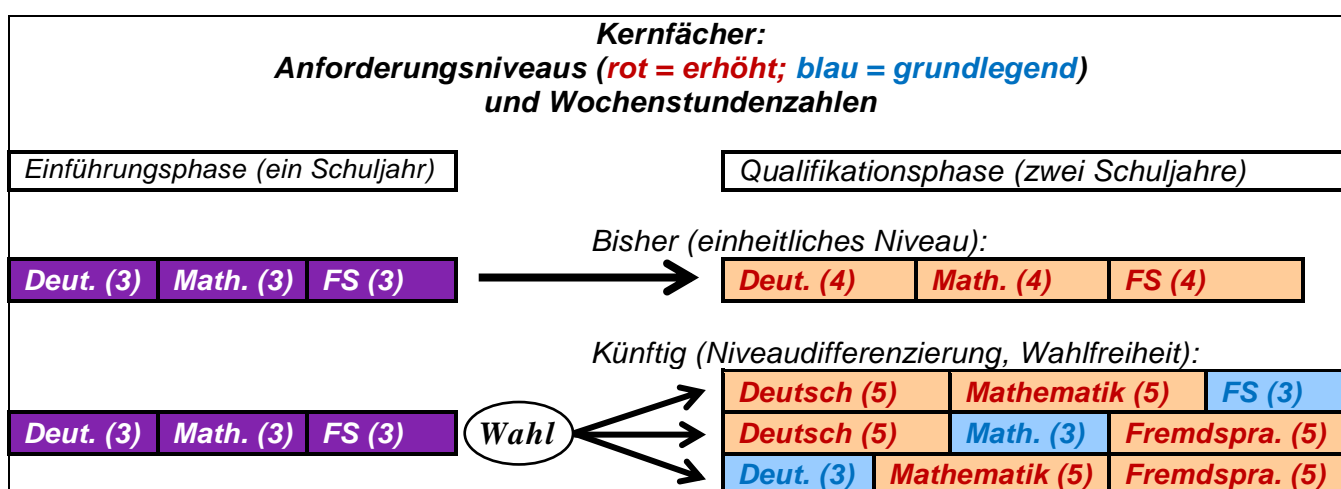 Kernfächer:
Anforderungsniveaus (rot = erhöht; blau = grundlegend)
und Wochenstundenzahlen
Einführungsphase (ein Schuljahr)
Qualifikationsphase (zwei Schuljahre)
Bisher (einheitliches Niveau):
Deut. (3) Math. (3) FS (3)
Deut. (4) Math. (4) FS (4)
Künftig (Niveaudifferenzierung, Wahlfreiheit):
Deut. (3) Math. (3) FS (3)
Wahl
Deutsch (5) Mathematik (5) FS (3)
Deutsch (5) Math. (3) Fremdspra. (5)
Deut. (3) Mathematik (5) Fremdspra. (5)